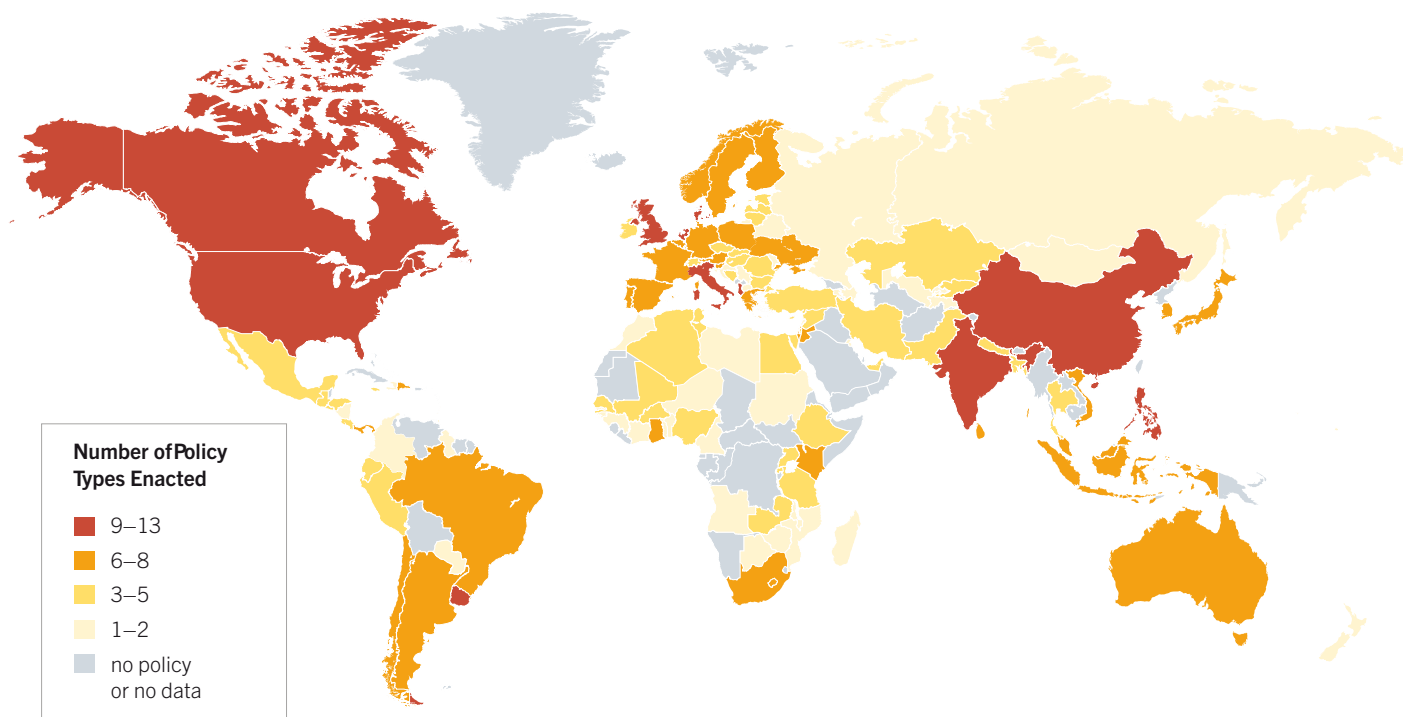 Number of Policy
Types Enacted
9–13
6–8
3–5
1–2
no policy
or no data